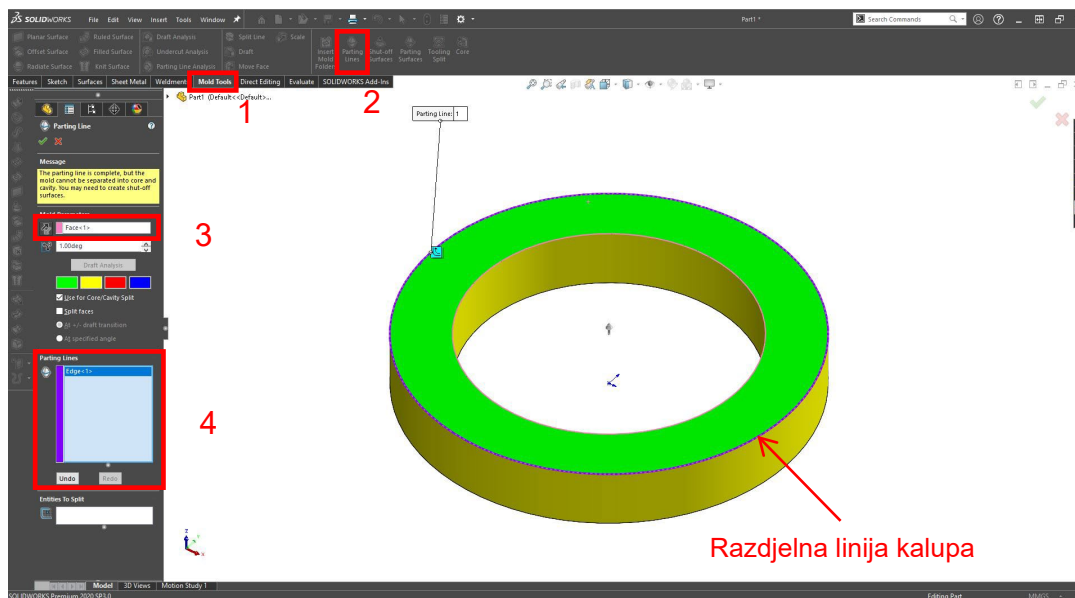 SOLIDWORKS File Edit View Insert Tools Window Part1 * Search Commands
Planar Surface Ruled Surface Draft Analysis Split Line Scale
Offset Surface Filled Surface Undercut Analysis Draft Insert Mold Folders Parting Lines Shut-off Surfaces Parting Surfaces Tooling Split Core
Radiate Surface Knit Surface Parting Line Analysis Move Face
Features Sketch Surfaces Sheet Metal Weldment Mold Tools Direct Editing Evaluate SOLIDWORKS Add-Ins
1
2
Part1 (Default<<Default>...
Parting Line
Parting Line: 1
Message
The parting line is complete, but the
mold cannot be separated into core and
cavity. You may need to create shut-off
surfaces.
Mold Parameters
Face<1>
3
1.00deg
Draft Analysis
Use for Core/Cavity Split
Split faces
At +/- draft transition
At specified angle
Parting Lines
Edge<1>
4
Undo Redo
Entities To Split
Razdjelna linija kalupa
Z
X
Model 3D Views Motion Study 1
SOLIDWORKS Premium 2020 SP3.0 Editing Part MMGS